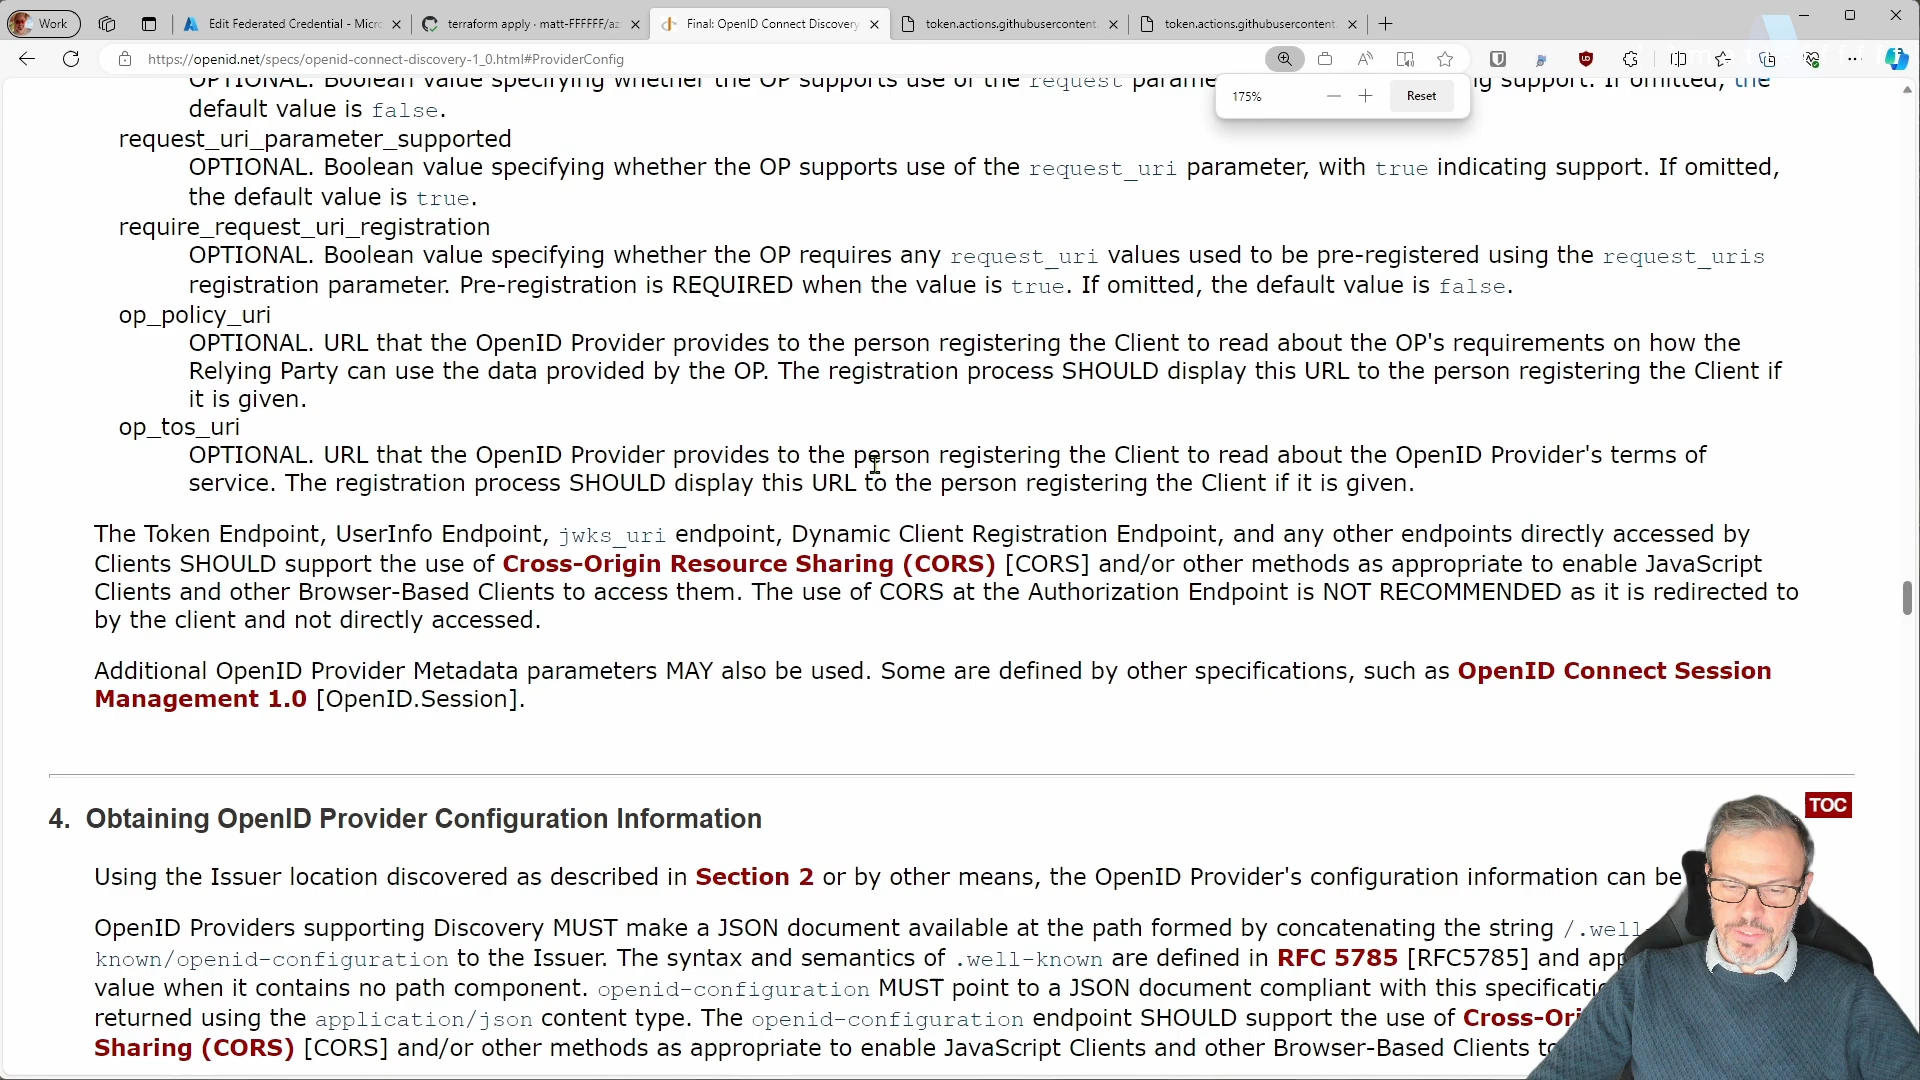 Work
Edit Federated Credential - Micro
terraform apply · matt-FFFFFF/az
Final: OpenID Connect Discovery
token.actions.githubusercontent.
token.actions.githubusercontent.
https://openid.net/specs/openid-connect-discovery-1_0.html#ProviderConfig
175%
Reset
OPTIONAL. Boolean value specifying whether the OP supports use of the request parame ng support. If omitted, the
default value is false.
request_uri_parameter_supported
OPTIONAL. Boolean value specifying whether the OP supports use of the request_uri parameter, with true indicating support. If omitted,
the default value is true.
require_request_uri_registration
OPTIONAL. Boolean value specifying whether the OP requires any request_uri values used to be pre-registered using the request_uris
registration parameter. Pre-registration is REQUIRED when the value is true. If omitted, the default value is false.
op_policy_uri
OPTIONAL. URL that the OpenID Provider provides to the person registering the Client to read about the OP's requirements on how the
Relying Party can use the data provided by the OP. The registration process SHOULD display this URL to the person registering the Client if
it is given.
op_tos_uri
OPTIONAL. URL that the OpenID Provider provides to the person registering the Client to read about the OpenID Provider's terms of
service. The registration process SHOULD display this URL to the person registering the Client if it is given.
The Token Endpoint, UserInfo Endpoint, jwks_uri endpoint, Dynamic Client Registration Endpoint, and any other endpoints directly accessed by
Clients SHOULD support the use of Cross-Origin Resource Sharing (CORS) [CORS] and/or other methods as appropriate to enable JavaScript
Clients and other Browser-Based Clients to access them. The use of CORS at the Authorization Endpoint is NOT RECOMMENDED as it is redirected to
by the client and not directly accessed.
Additional OpenID Provider Metadata parameters MAY also be used. Some are defined by other specifications, such as OpenID Connect Session
Management 1.0 [OpenID.Session].
TOC
4. Obtaining OpenID Provider Configuration Information
Using the Issuer location discovered as described in Section 2 or by other means, the OpenID Provider's configuration information can be
OpenID Providers supporting Discovery MUST make a JSON document available at the path formed by concatenating the string /.well-
known/openid-configuration to the Issuer. The syntax and semantics of .well-known are defined in RFC 5785 [RFC5785] and app
value when it contains no path component. openid-configuration MUST point to a JSON document compliant with this specificatio
returned using the application/json content type. The openid-configuration endpoint SHOULD support the use of Cross-Ori
Sharing (CORS) [CORS] and/or other methods as appropriate to enable JavaScript Clients and other Browser-Based Clients to